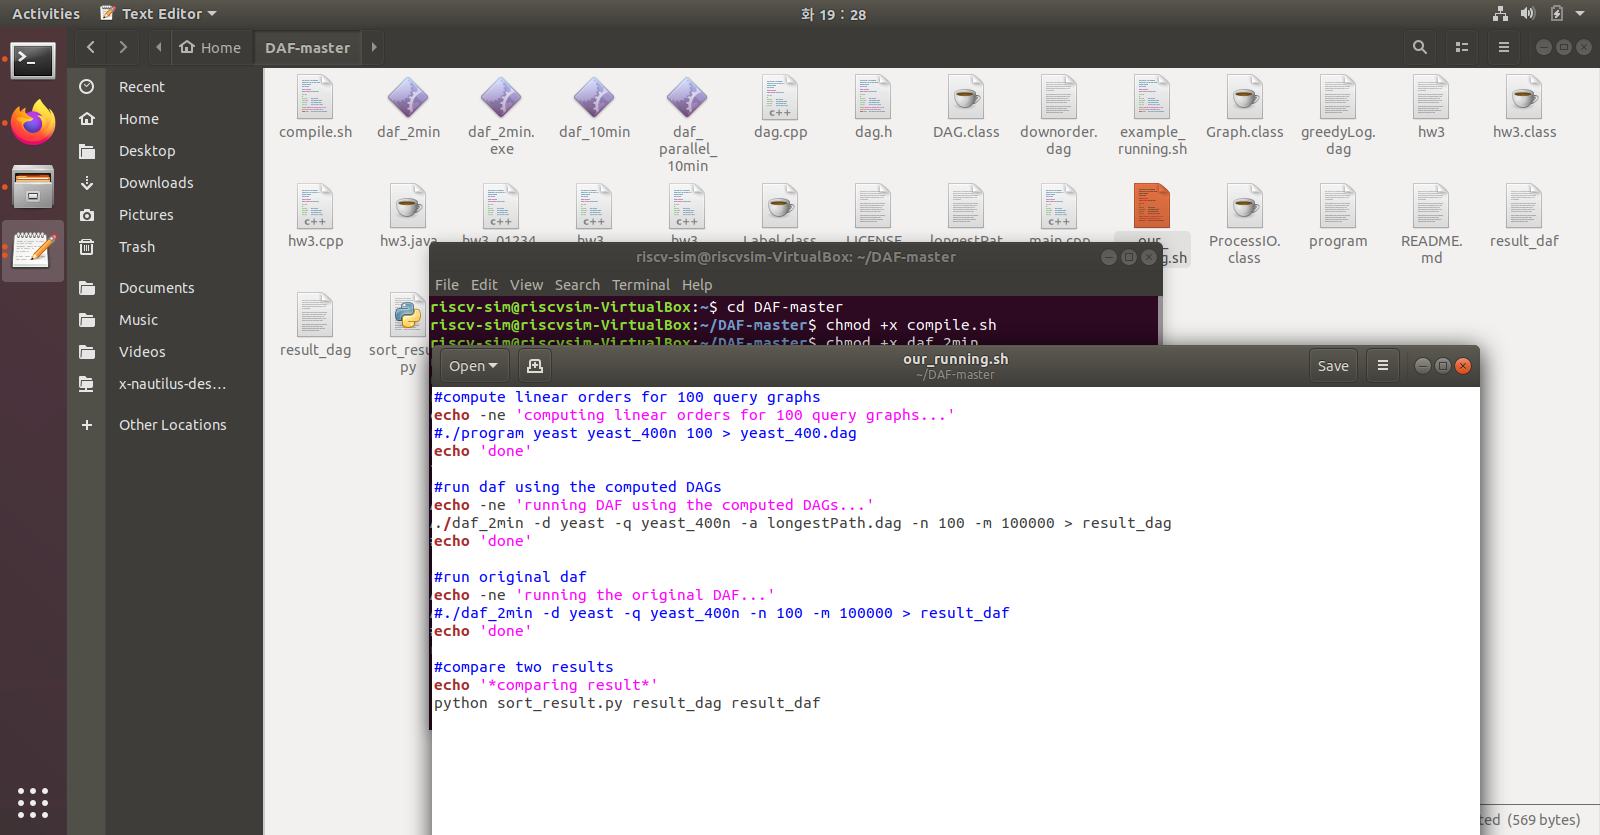 Activities
Text Editor
화 19 : 28
Home
DAF-master
Recent
Home
Desktop
Downloads
Pictures
Trash
Documents
Music
Videos
x-nautilus-des…
Other Locations
compile.sh
daf_2min
daf_2min.
exe
daf_10min
daf_
parallel_
10min
dag.cpp
dag.h
DAG.class
downorder.
dag
example_
running.sh
Graph.class
greedyLog.
dag
hw3
hw3.class
hw3.cpp
hw3.java
hw3_01234
hw3
hw3
Label.class
LICENSE
longestPat
main.cpp
our_
g.sh
ProcessIO.
class
program
README.
md
result_daf
result_dag
sort_resu
py
riscv-sim@riscvsim-VirtualBox: ~/DAF-master
File Edit View Search Terminal Help
riscv-sim@riscvsim-VirtualBox:~$ cd DAF-master
riscv-sim@riscvsim-VirtualBox:~/DAF-master$ chmod +x compile.sh
riscv-sim@riscvsim-VirtualBox:~/DAF-master$ chmod +x daf_2min
Open
our_running.sh
~/DAF-master
Save
#compute linear orders for 100 query graphs
echo -ne 'computing linear orders for 100 query graphs...'
#./program yeast yeast_400n 100 > yeast_400.dag
echo 'done'
#run daf using the computed DAGs
echo -ne 'running DAF using the computed DAGs...'
./daf_2min -d yeast -q yeast_400n -a longestPath.dag -n 100 -m 100000 > result_dag
echo 'done'
#run original daf
echo -ne 'running the original DAF...'
#./daf_2min -d yeast -q yeast_400n -n 100 -m 100000 > result_daf
echo 'done'
#compare two results
echo '*comparing result*'
python sort_result.py result_dag result_daf
ted (569 bytes)